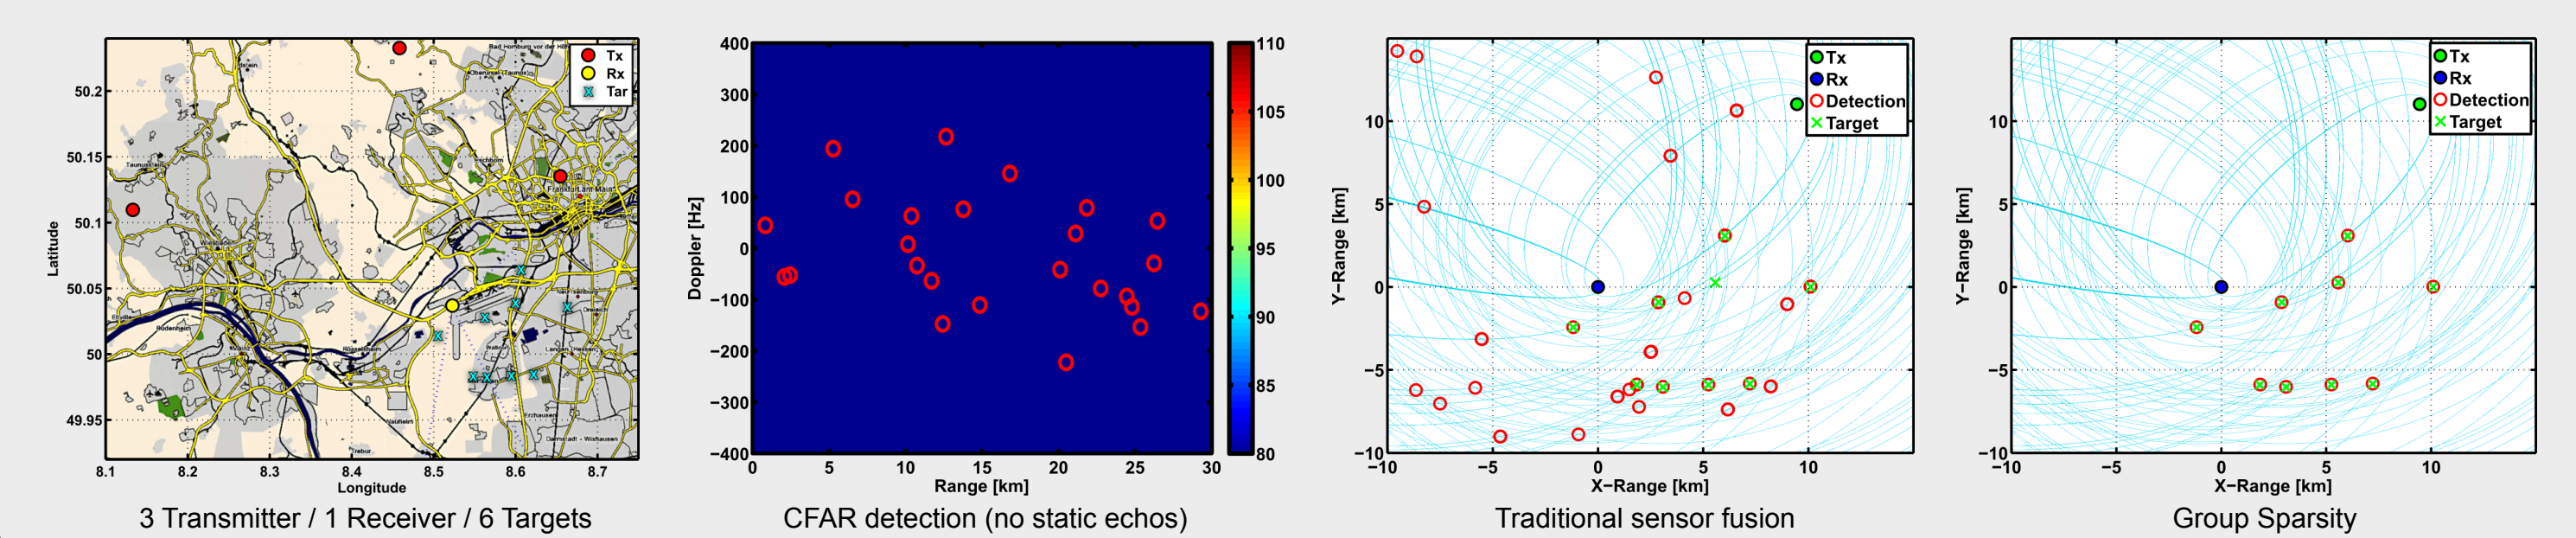 Tx
Rx
Tar
50.2
50.15
50.1
50.05
50
49.95
8.1 8.2 8.3 8.4 8.5 8.6 8.7
Latitude
Longitude
3 Transmitter / 1 Receiver / 6 Targets
400
300
200
100
0
−100
−200
−300
−400
0 5 10 15 20 25 30
Doppler [Hz]
Range [km]
110
105
100
95
90
85
80
CFAR detection (no static echos)
Tx
Rx
Detection
Target
10
5
0
−5
−10
−10 −5 0 5 10
Y−Range [km]
X−Range [km]
Traditional sensor fusion
Tx
Rx
Detection
Target
10
5
0
−5
−10
−10 −5 0 5 10
Y−Range [km]
X−Range [km]
Group Sparsity